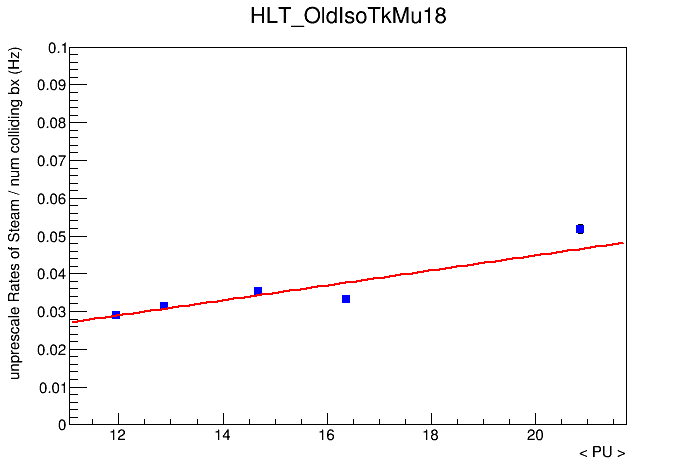 HLT_OldIsoTkMu18
unprescale Rates of Steam / num colliding bx (Hz)
0.1
0.09
0.08
0.07
0.06
0.05
0.04
0.03
0.02
0.01
0
12 14 16 18 20
< PU >